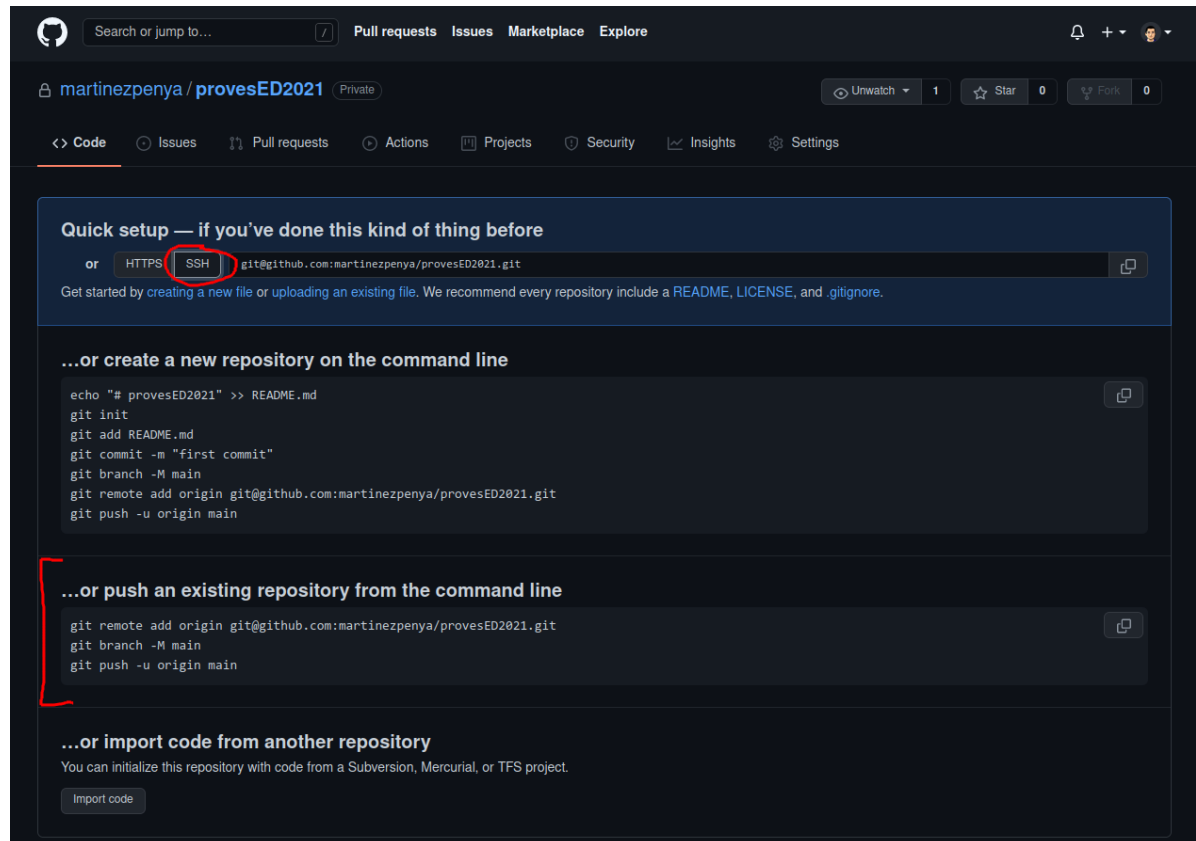 Search or jump to... / Pull requests Issues Marketplace Explore
martinezpenya / provesED2021 Private
Unwatch 1 Star 0 Fork 0
Code Issues Pull requests Actions Projects Security Insights Settings
Quick setup — if you've done this kind of thing before
or HTTPS SSH git@github.com:martinezpenya/provesED2021.git
Get started by creating a new file or uploading an existing file. We recommend every repository include a README, LICENSE, and .gitignore.
…or create a new repository on the command line
echo "# provesED2021" >> README.md
git init
git add README.md
git commit -m "first commit"
git branch -M main
git remote add origin git@github.com:martinezpenya/provesED2021.git
git push -u origin main
…or push an existing repository from the command line
git remote add origin git@github.com:martinezpenya/provesED2021.git
git branch -M main
git push -u origin main
…or import code from another repository
You can initialize this repository with code from a Subversion, Mercurial, or TFS project.
Import code